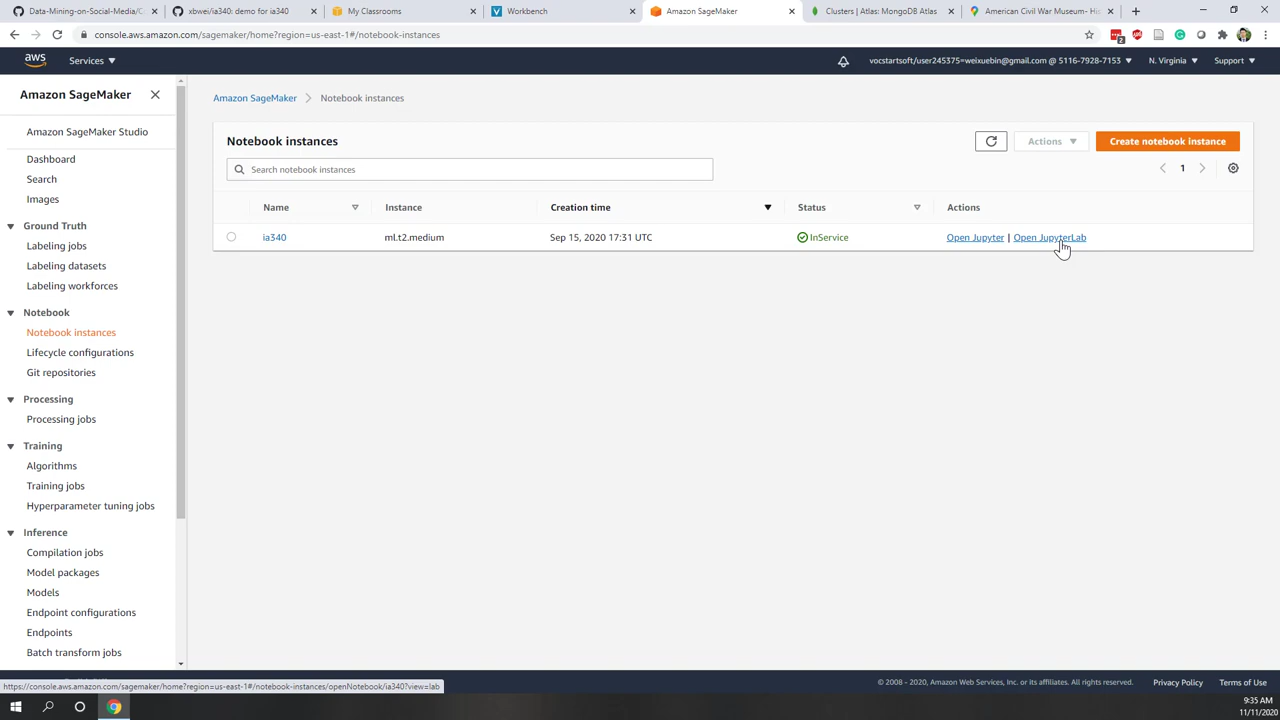 Data-Mining-on-Social-Media/C
xbwei/ia340: demo for ia340
My Classrooms
Workbench
Amazon SageMaker
Clusters | Atlas: MongoDB Atlas
American Civil War Museum- His
console.aws.amazon.com/sagemaker/home?region=us-east-1#/notebook-instances
2
aws
Services
vocstartsoft/user245375=weixuebin@gmail.com @ 5116-7928-7153
N. Virginia
Support
Amazon SageMaker
Amazon SageMaker Studio
Dashboard
Search
Images
Ground Truth
Labeling jobs
Labeling datasets
Labeling workforces
Notebook
Notebook instances
Lifecycle configurations
Git repositories
Processing
Processing jobs
Training
Algorithms
Training jobs
Hyperparameter tuning jobs
Inference
Compilation jobs
Model packages
Models
Endpoint configurations
Endpoints
Batch transform jobs
Amazon SageMaker
Notebook instances
Notebook instances
Actions
Create notebook instance
Search notebook instances
1
Name
Instance
Creation time
Status
Actions
ia340
ml.t2.medium
Sep 15, 2020 17:31 UTC
InService
Open Jupyter | Open JupyterLab
https://console.aws.amazon.com/sagemaker/home?region=us-east-1#/notebook-instances/openNotebook/ia340?view=lab
© 2008 - 2020, Amazon Web Services, Inc. or its affiliates. All rights reserved.
Privacy Policy
Terms of Use
9:35 AM
11/11/2020